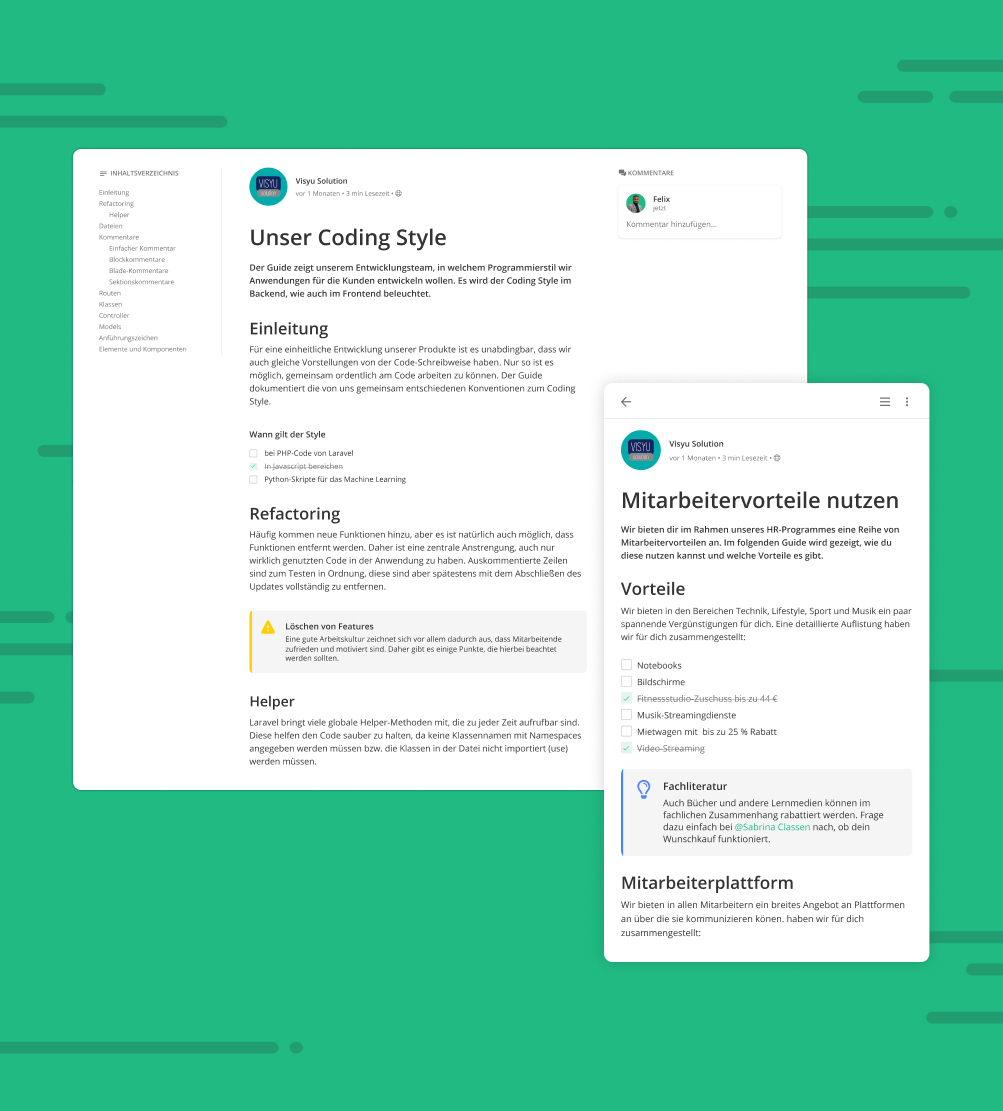 INHALTSVERZEICHNIS
Einleitung
Refactoring
Helper
Dateien
Kommentare
Einfacher Kommentar
Blockkommentare
Blade-Kommentare
Sektionskommentare
Routen
Klassen
Controller
Models
Anführungszeichen
Elemente und Komponenten
VISYU
solution
Visyu Solution
vor 1 Monaten • 3 min Lesezeit •
Unser Coding Style
Der Guide zeigt unserem Entwicklungsteam, in welchem Programmierstil wir
Anwendungen für die Kunden entwickeln wollen. Es wird der Coding Style im
Backend, wie auch im Frontend beleuchtet.
Einleitung
Für eine einheitliche Entwicklung unserer Produkte ist es unabdingbar, dass wir
auch gleiche Vorstellungen von der Code-Schreibweise haben. Nur so ist es
möglich, gemeinsam ordentlich am Code arbeiten zu können. Der Guide
dokumentiert die von uns gemeinsam entschiedenen Konventionen zum Coding
Style.
Wann gilt der Style
bei PHP-Code von Laravel
In Javascript bereichen
Python-Skripte für das Machine Learning
Refactoring
Häufig kommen neue Funktionen hinzu, aber es ist natürlich auch möglich, dass
Funktionen entfernt werden. Daher ist eine zentrale Anstrengung, auch nur
wirklich genutzten Code in der Anwendung zu haben. Auskommentierte Zeilen
sind zum Testen in Ordnung, diese sind aber spätestens mit dem Abschließen des
Updates vollständig zu entfernen.
Löschen von Features
Eine gute Arbeitskultur zeichnet sich vor allem dadurch aus, dass Mitarbeitende
zufrieden und motiviert sind. Daher gibt es einige Punkte, die hierbei beachtet
werden sollten.
Helper
Laravel bringt viele globale Helper-Methoden mit, die zu jeder Zeit aufrufbar sind.
Diese helfen den Code sauber zu halten, da keine Klassennamen mit Namespaces
angegeben werden müssen bzw. die Klassen in der Datei nicht importiert (use)
werden müssen.
KOMMENTARE
Felix
jetzt
Kommentar hinzufügen...
VISYU
solution
Visyu Solution
vor 1 Monaten • 3 min Lesezeit •
Mitarbeitervorteile nutzen
Wir bieten dir im Rahmen unseres HR-Programmes eine Reihe von
Mitarbeitervorteilen an. Im folgenden Guide wird gezeigt, wie du
diese nutzen kannst und welche Vorteile es gibt.
Vorteile
Wir bieten in den Bereichen Technik, Lifestyle, Sport und Musik ein paar
spannende Vergünstigungen für dich. Eine detaillierte Auflistung haben
wir für dich zusammengestellt:
Notebooks
Bildschirme
Fitnessstudio-Zuschuss bis zu 44 €
Musik-Streamingdienste
Mietwagen mit bis zu 25 % Rabatt
Video-Streaming
Fachliteratur
Auch Bücher und andere Lernmedien können im
fachlichen Zusammenhang rabattiert werden. Frage
dazu einfach bei @Sabrina Classen nach, ob dein
Wunschkauf funktioniert.
Mitarbeiterplattform
Wir bieten in allen Mitarbeitern ein breites Angebot an Plattformen
an über die sie kommunizieren könen. haben wir für dich
zusammengestellt: